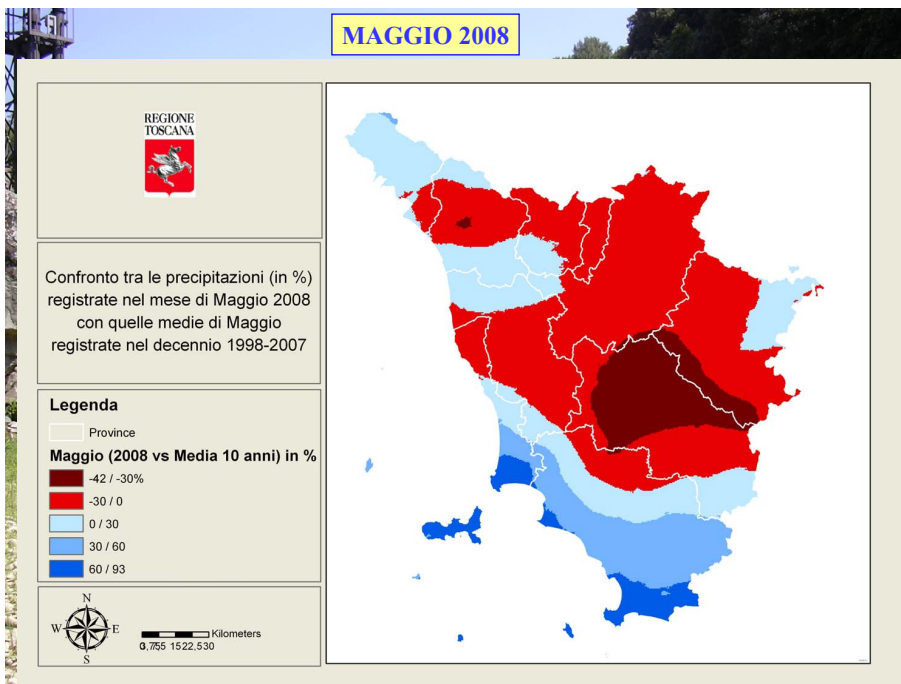 MAGGIO 2008
REGIONE
TOSCANA
Confronto tra le precipitazioni (in %)
registrate nel mese di Maggio 2008
con quelle medie di Maggio
registrate nel decennio 1998-2007
Legenda
Province
Maggio (2008 vs Media 10 anni) in %
-42 / -30%
-30 / 0
0 / 30
30 / 60
60 / 93
N
W E
S
Kilometers